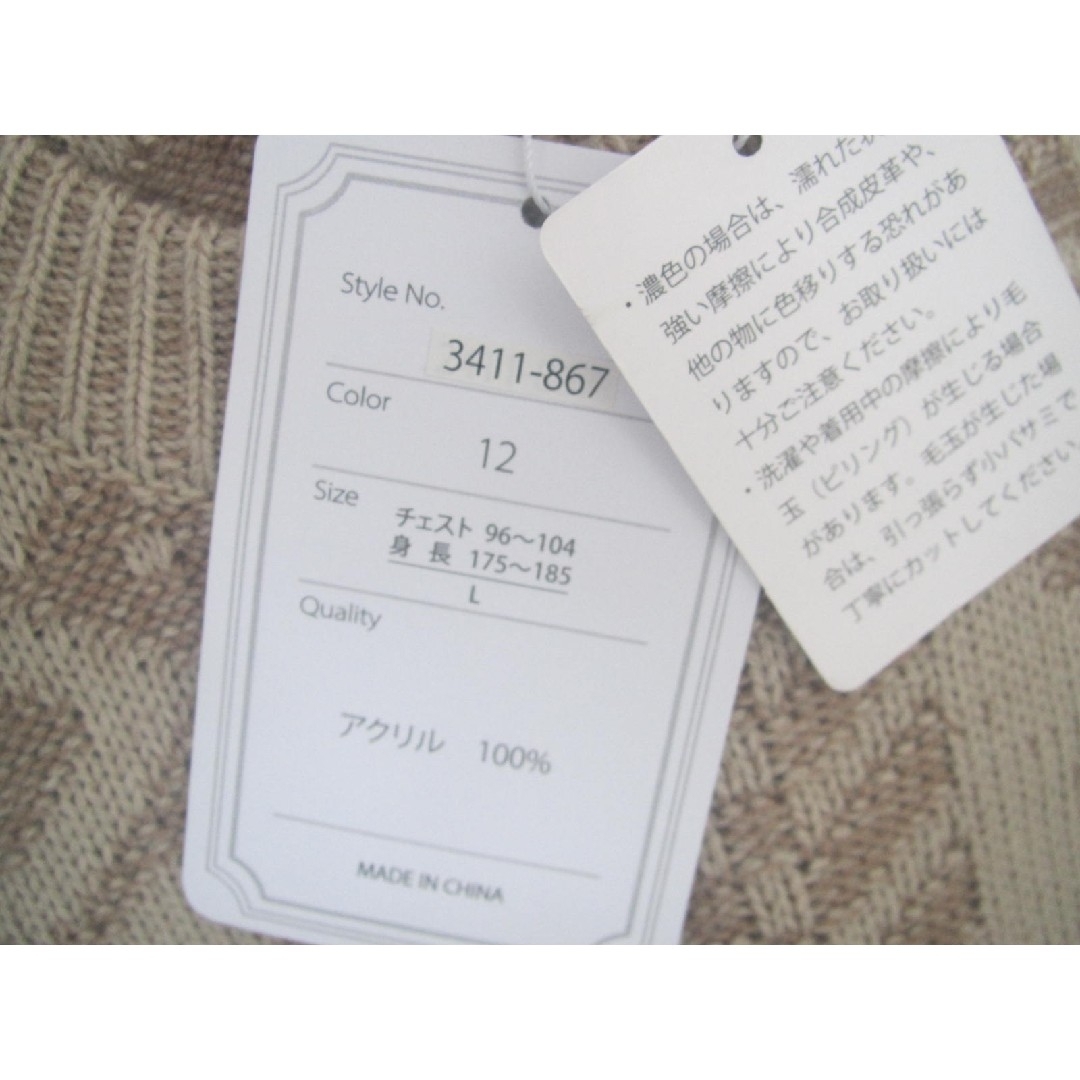 Style No.
3411-867
Color
12
Size
チェスト 96～104
身 長 175～185
L
Quality
アクリル 100%
MADE IN CHINA
・濃色の場合は、濡れた
強い摩擦により合成皮革や、
他の物に色移りする恐れがあ
りますので、お取り扱いには
十分ご注意ください。
・洗濯や着用中の摩擦により毛
玉（ピリング）が生じる場合
があります。毛玉が生じた場
合は、引っ張らず小バサミで
丁寧にカットしてください